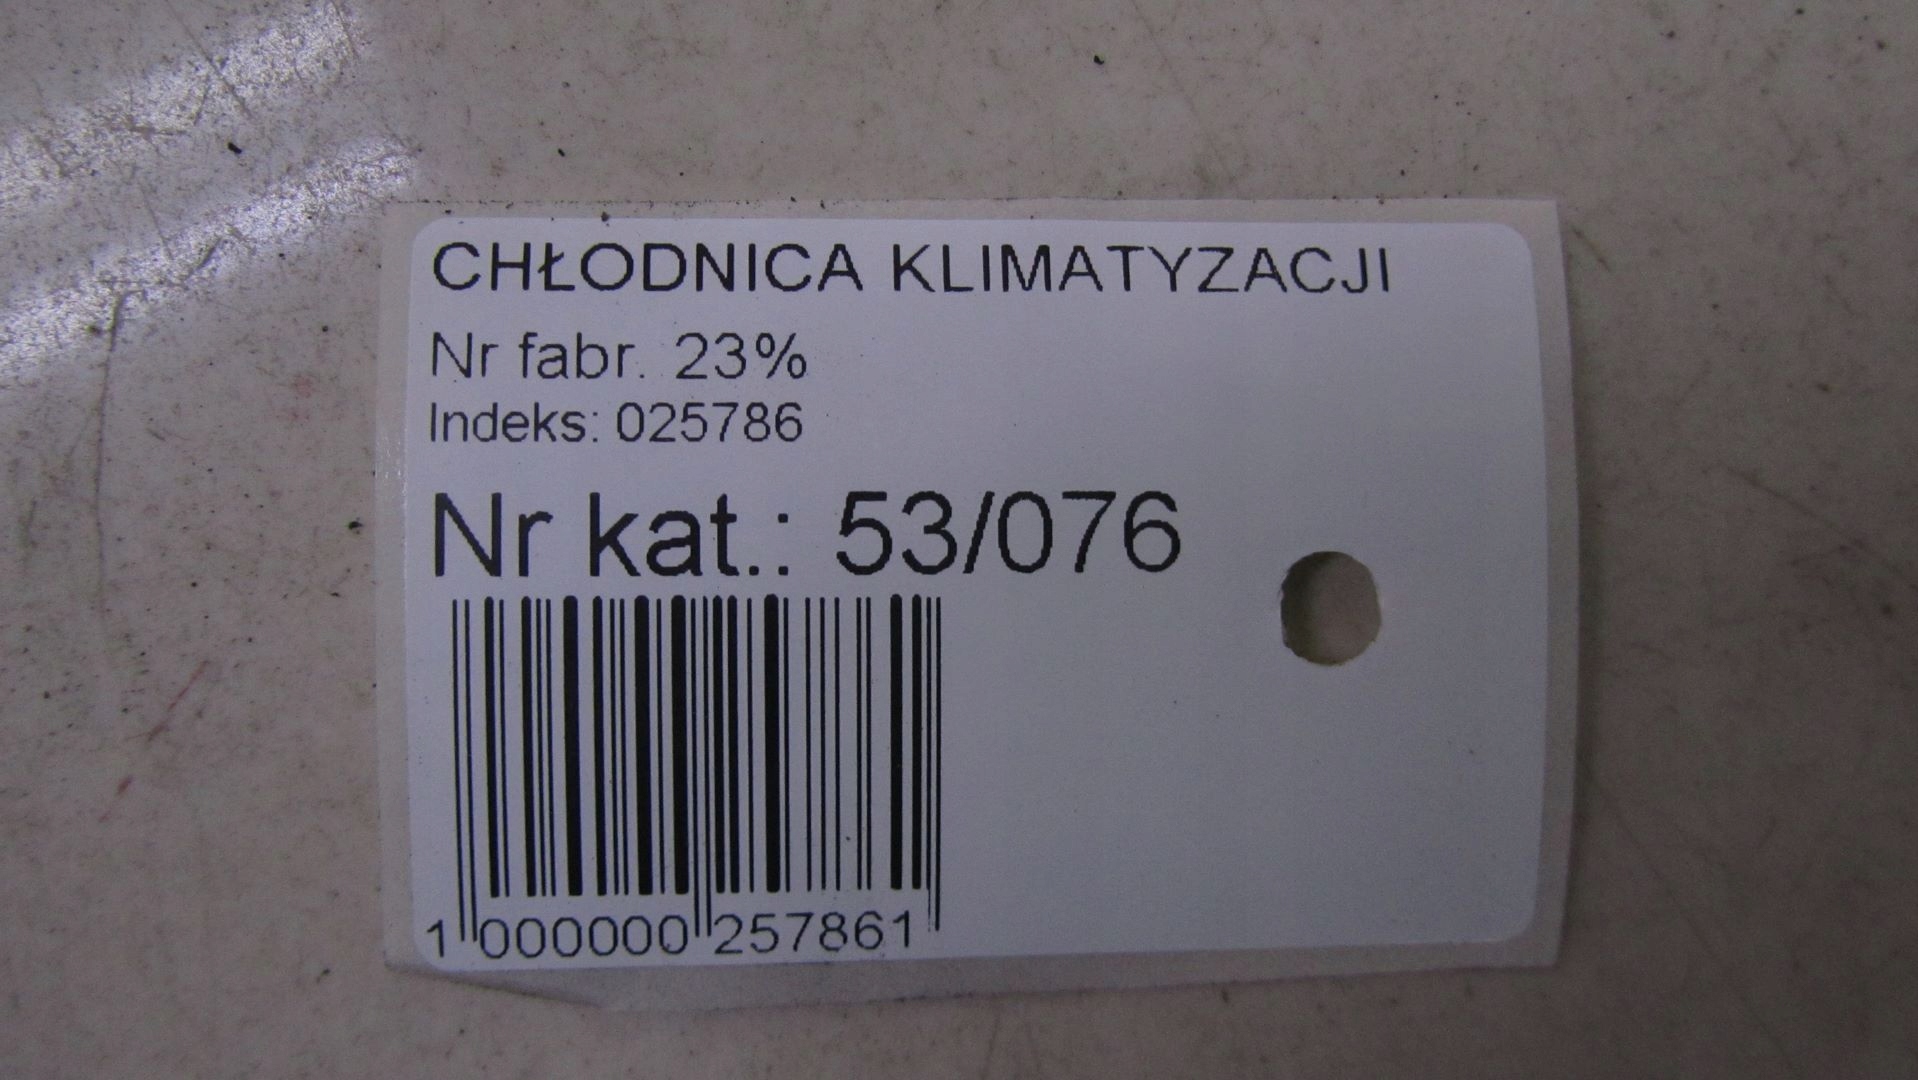 CHŁODNICA KLIMATYZACJI
Nr fabr. 23%
Indeks: 025786
Nr kat.: 53/076
1 000000 257861